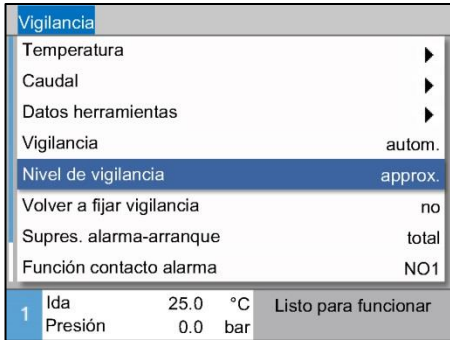 Vigilancia
Temperatura
Caudal
Datos herramientas
Vigilancia autom.
Nivel de vigilancia approx.
Volver a fijar vigilancia no
Supres. alarma-arranque total
Función contacto alarma NO1
1 Ida 25.0 °C Listo para funcionar
Presión 0.0 bar